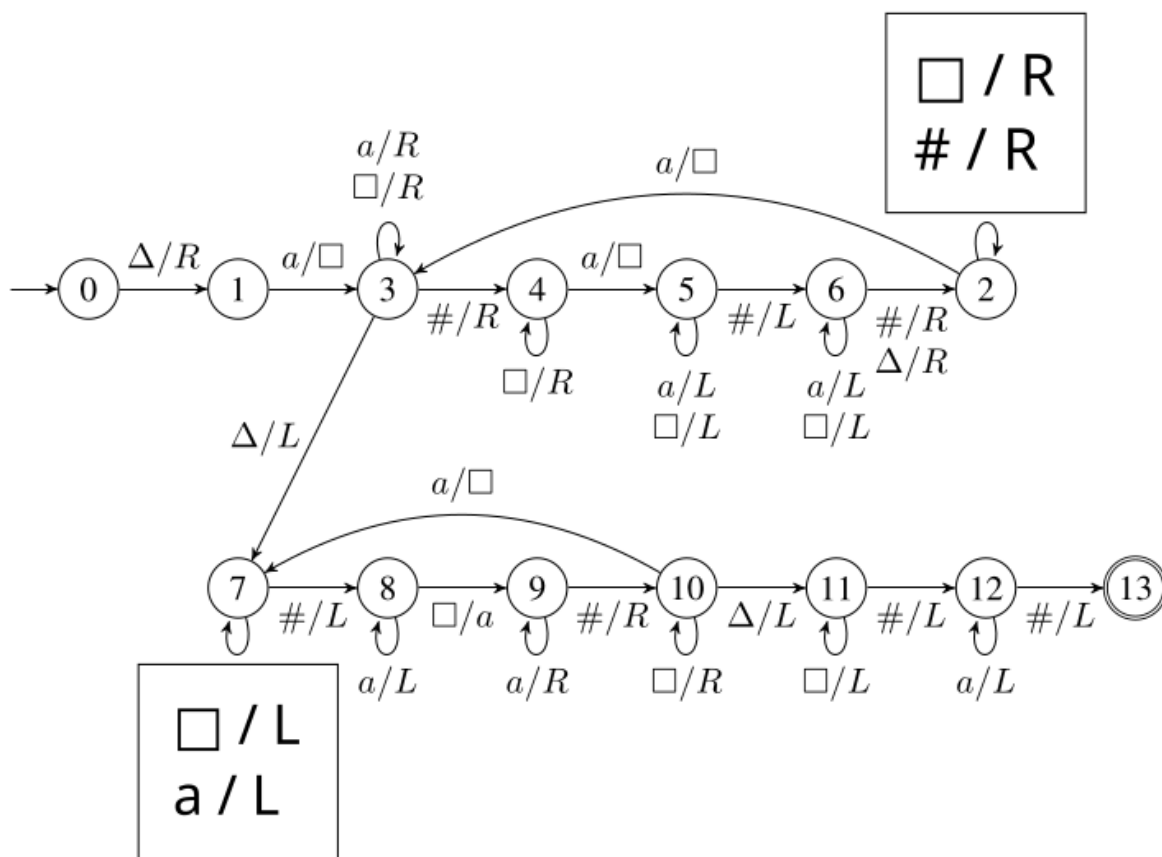 □ / R
# / R
a/R
□/R
a/□
Δ/R
a/□
a/□
0
1
3
4
5
6
2
#/R
#/L
#/R
Δ/R
□/R
a/L
□/L
a/L
□/L
Δ/L
a/□
7
8
9
10
11
12
13
#/L
□/a
#/R
Δ/L
#/L
#/L
a/L
a/R
□/R
□/L
a/L
□ / L
a / L